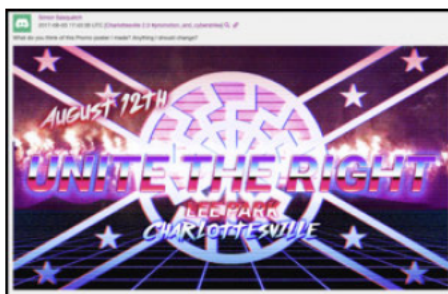 Simon Sasquatch
What do you think of this Promo poster I made? Anything I should change?
AUGUST 12TH
UNITE THE RIGHT
LEE PARK
CHARLOTTESVILLE